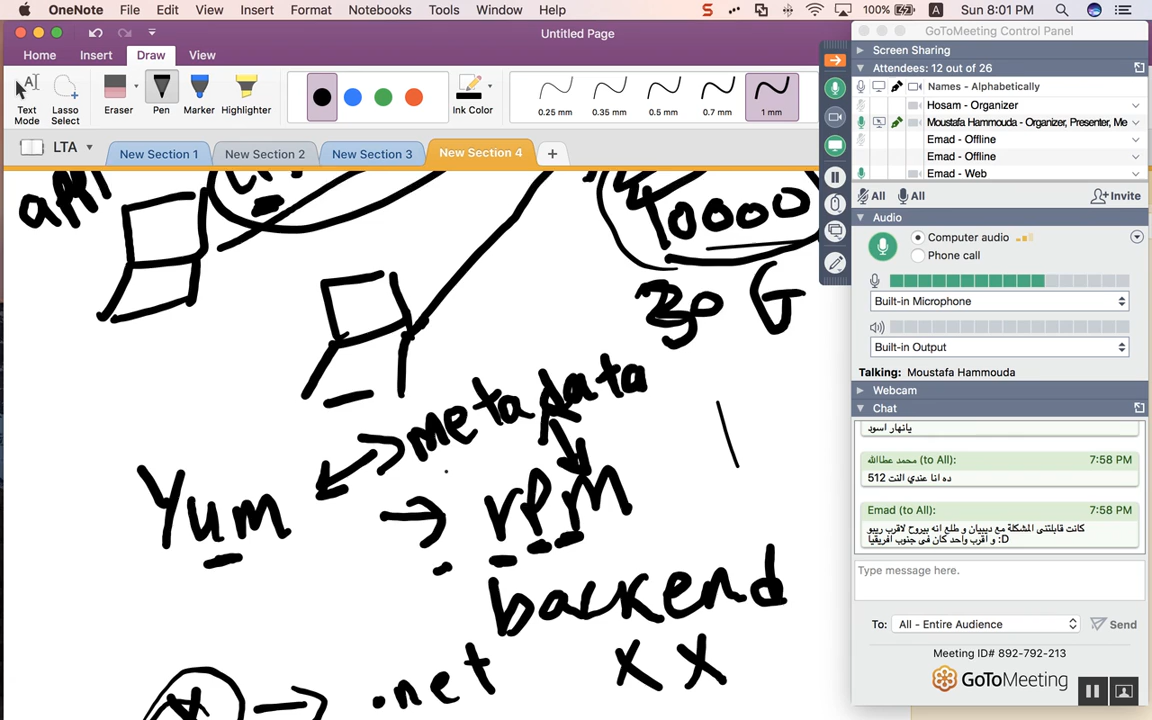 OneNote File Edit View Insert Format Notebooks Tools Window Help 100% A Sun 8:01 PM
Untitled Page
GoToMeeting Control Panel
Home Insert Draw View
Text Mode
Lasso Select
Eraser
Pen
Marker
Highlighter
Ink Color
0.25 mm
0.35 mm
0.5 mm
0.7 mm
1 mm
LTA
New Section 1
New Section 2
New Section 3
New Section 4
Screen Sharing
Attendees: 12 out of 26
Names - Alphabetically
Hosam - Organizer
Moustafa Hammouda - Organizer, Presenter, Me
Emad - Offline
Emad - Offline
Emad - Web
All All Invite
Audio
Computer audio
Phone call
Built-in Microphone
Built-in Output
Talking: Moustafa Hammouda
Webcam
Chat
يانهار اسود
محمد عطاالله (to All): 7:58 PM
ده انا عندي النت 512
Emad (to All): 7:58 PM
كانت قابلتنى المشكلة مع ديبيان و طلع انه بيروح لاقرب ريبو
و اقرب واحد كان فى جنوب افريقيا :D
Type message here.
To: All - Entire Audience Send
Meeting ID# 892-792-213
GoToMeeting
40000
30 G
metadata
Yum → rpm
backend
x → .net x x